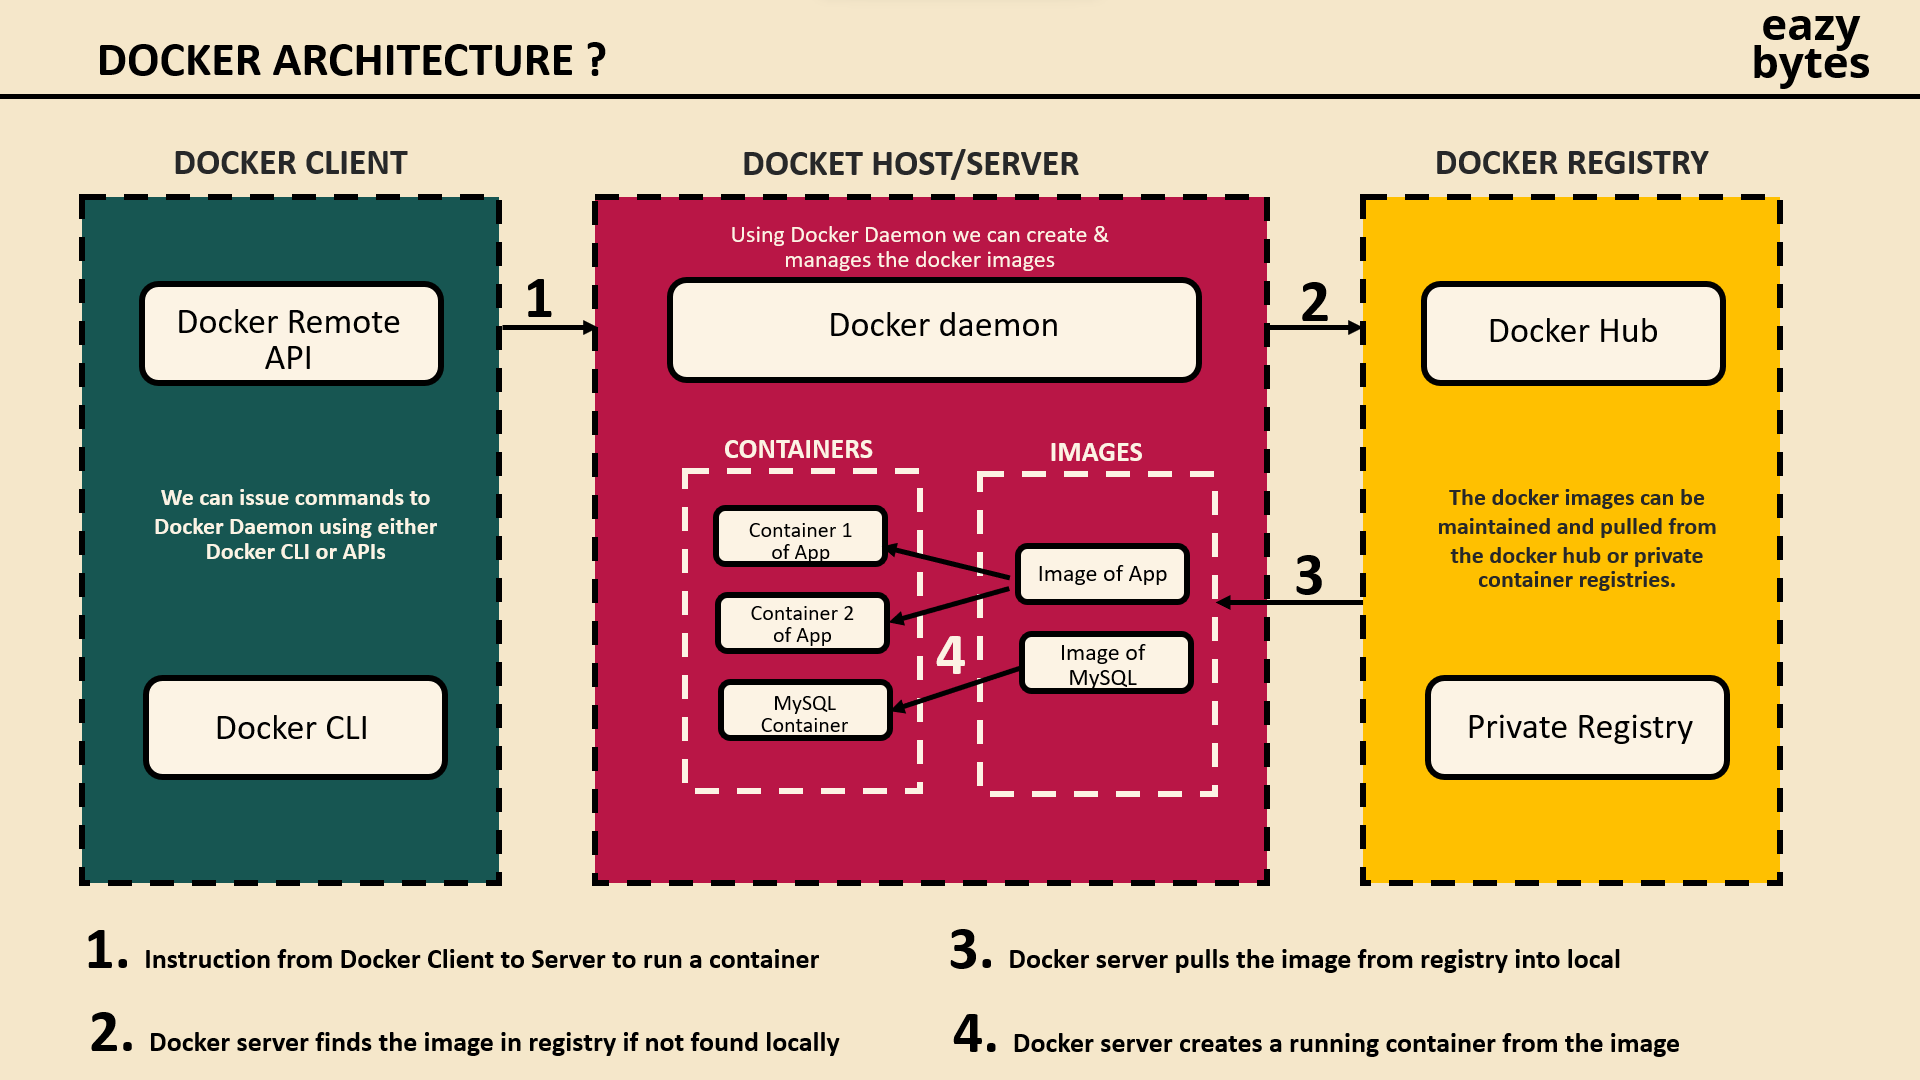 DOCKER ARCHITECTURE ?
eazy
bytes
DOCKER CLIENT
Docker Remote
API
We can issue commands to
Docker Daemon using either
Docker CLI or APIs
Docker CLI
1
DOCKET HOST/SERVER
Using Docker Daemon we can create &
manages the docker images
Docker daemon
CONTAINERS
Container 1
of App
Container 2
of App
MySQL
Container
4
IMAGES
Image of App
Image of
MySQL
2
3
DOCKER REGISTRY
Docker Hub
The docker images can be
maintained and pulled from
the docker hub or private
container registries.
Private Registry
1. Instruction from Docker Client to Server to run a container
2. Docker server finds the image in registry if not found locally
3. Docker server pulls the image from registry into local
4. Docker server creates a running container from the image